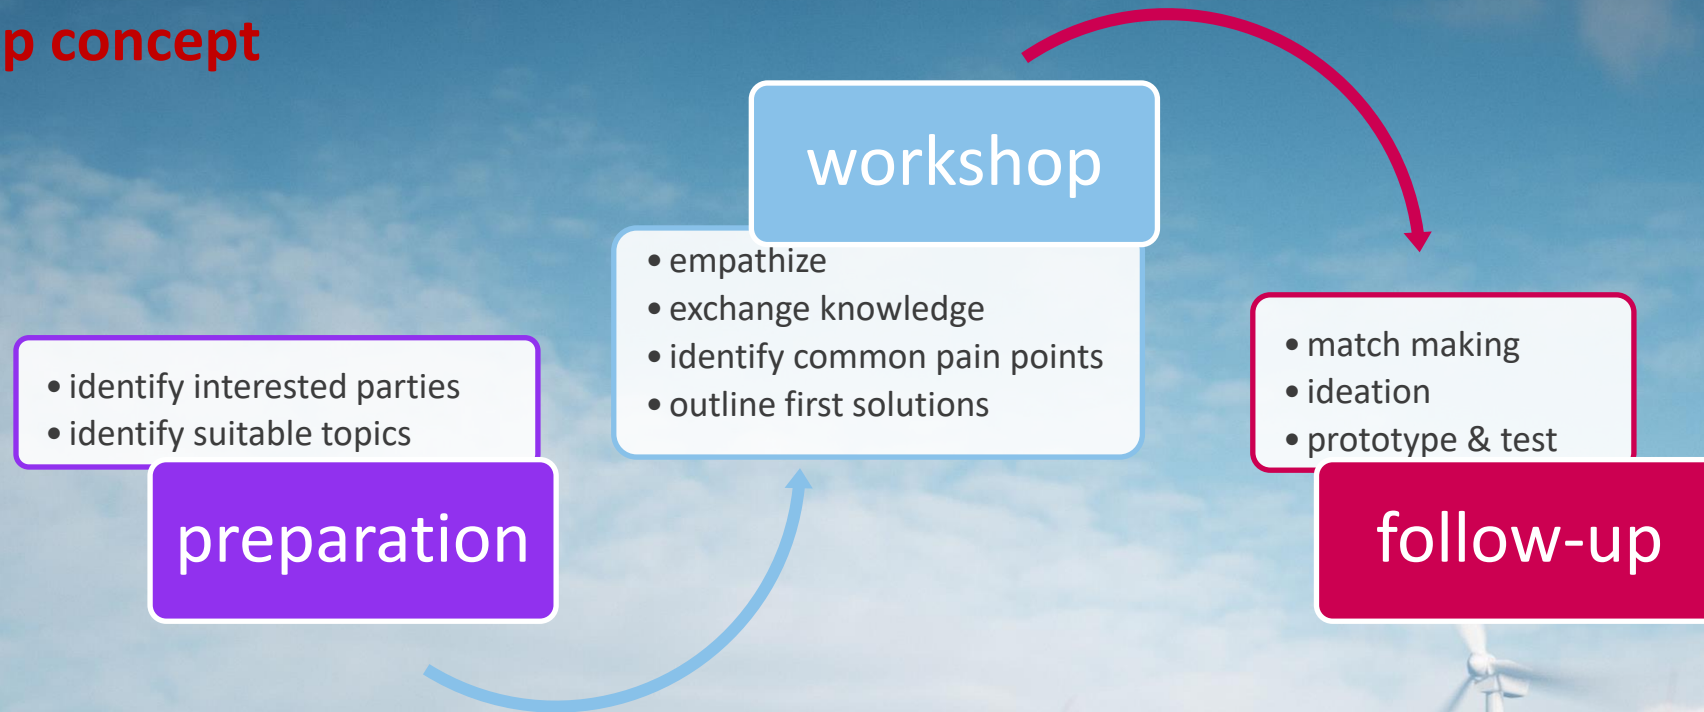 p concept
• identify interested parties
• identify suitable topics
preparation
workshop
• empathize
• exchange knowledge
• identify common pain points
• outline first solutions
• match making
• ideation
• prototype & test
follow-up